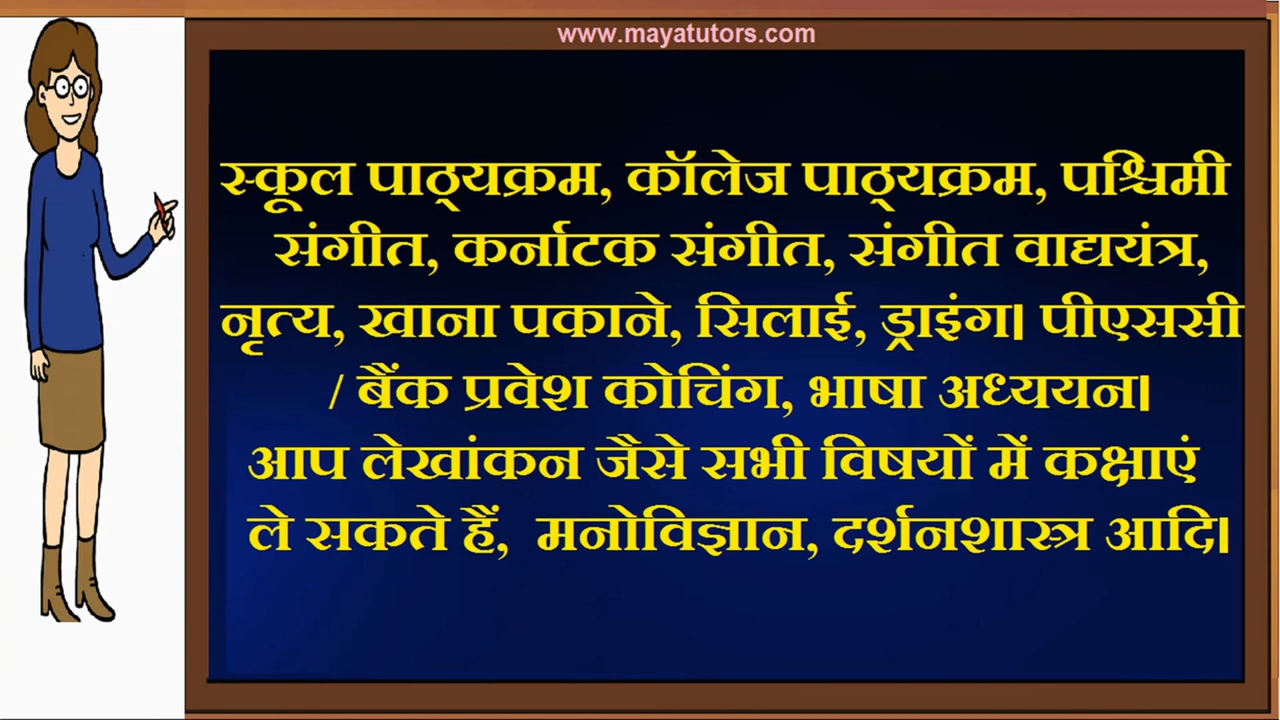 www.mayatutors.com
स्कूल पाठ्यक्रम, कॉलेज पाठ्यक्रम, पश्चिमी
संगीत, कर्नाटक संगीत, संगीत वाद्ययंत्र,
नृत्य, खाना पकाने, सिलाई, ड्राइंग। पीएससी
/ बैंक प्रवेश कोचिंग, भाषा अध्ययन।
आप लेखांकन जैसे सभी विषयों में कक्षाएं
ले सकते हैं, मनोविज्ञान, दर्शनशास्त्र आदि।